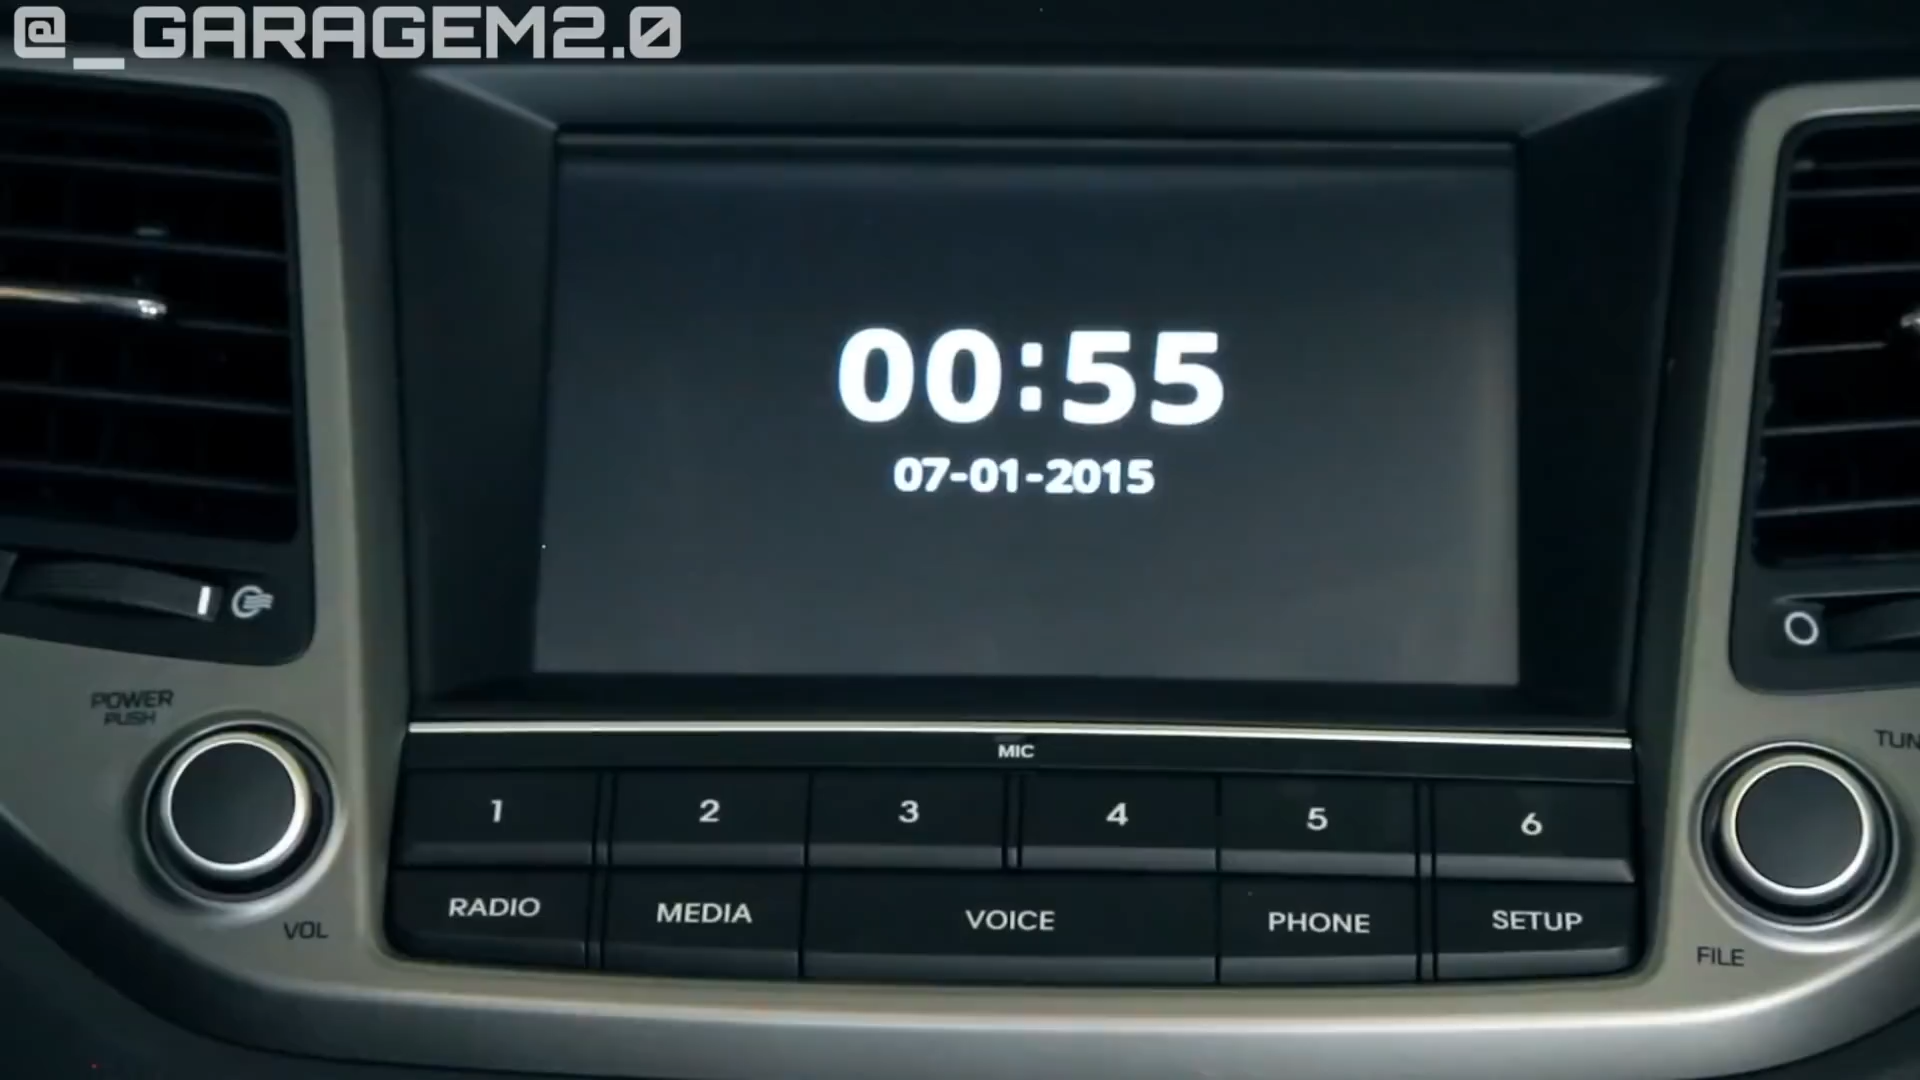 @_GARAGEM2.0
00:55
07-01-2015
POWER
PUSH
VOL
MIC
1 2 3 4 5 6
RADIO MEDIA VOICE PHONE SETUP
TUN
FILE